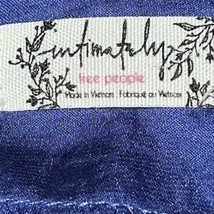 intimately
free people
Made in Vietnam. Fabriqué au Vietnam